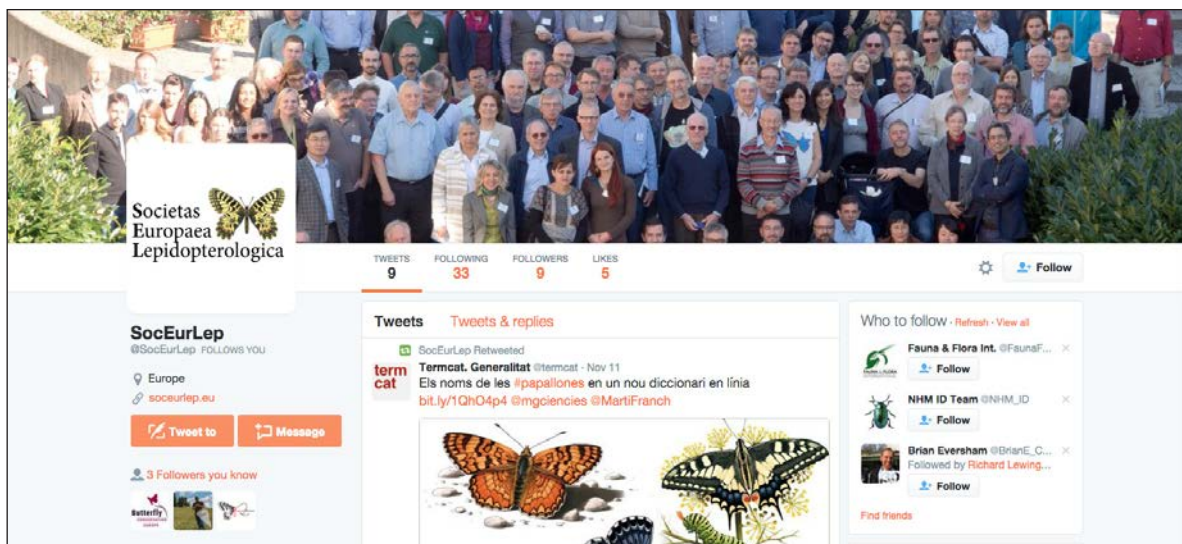 Societas
Europaea
Lepidopterologica
TWEETS FOLLOWING FOLLOWERS LIKES
9 33 9 5
Follow
SocEurLep
@SocEurLep FOLLOWS YOU
Europe
soceurlep.eu
Tweet to Message
3 Followers you know
Butterfly
Tweets Tweets & replies
SocEurLep Retweeted
term
cat
Termcat. Generalitat @termcat · Nov 11
Els noms de les #papallones en un nou diccionari en línia
bit.ly/1QhO4p4 @mgciencies @MartiFranch
Who to follow · Refresh · View all
Fauna & Flora Int. @FaunaF...
Follow
NHM ID Team @NHM_ID
Follow
Brian Eversham @BrianE_C...
Followed by Richard Lewing...
Follow
Find friends